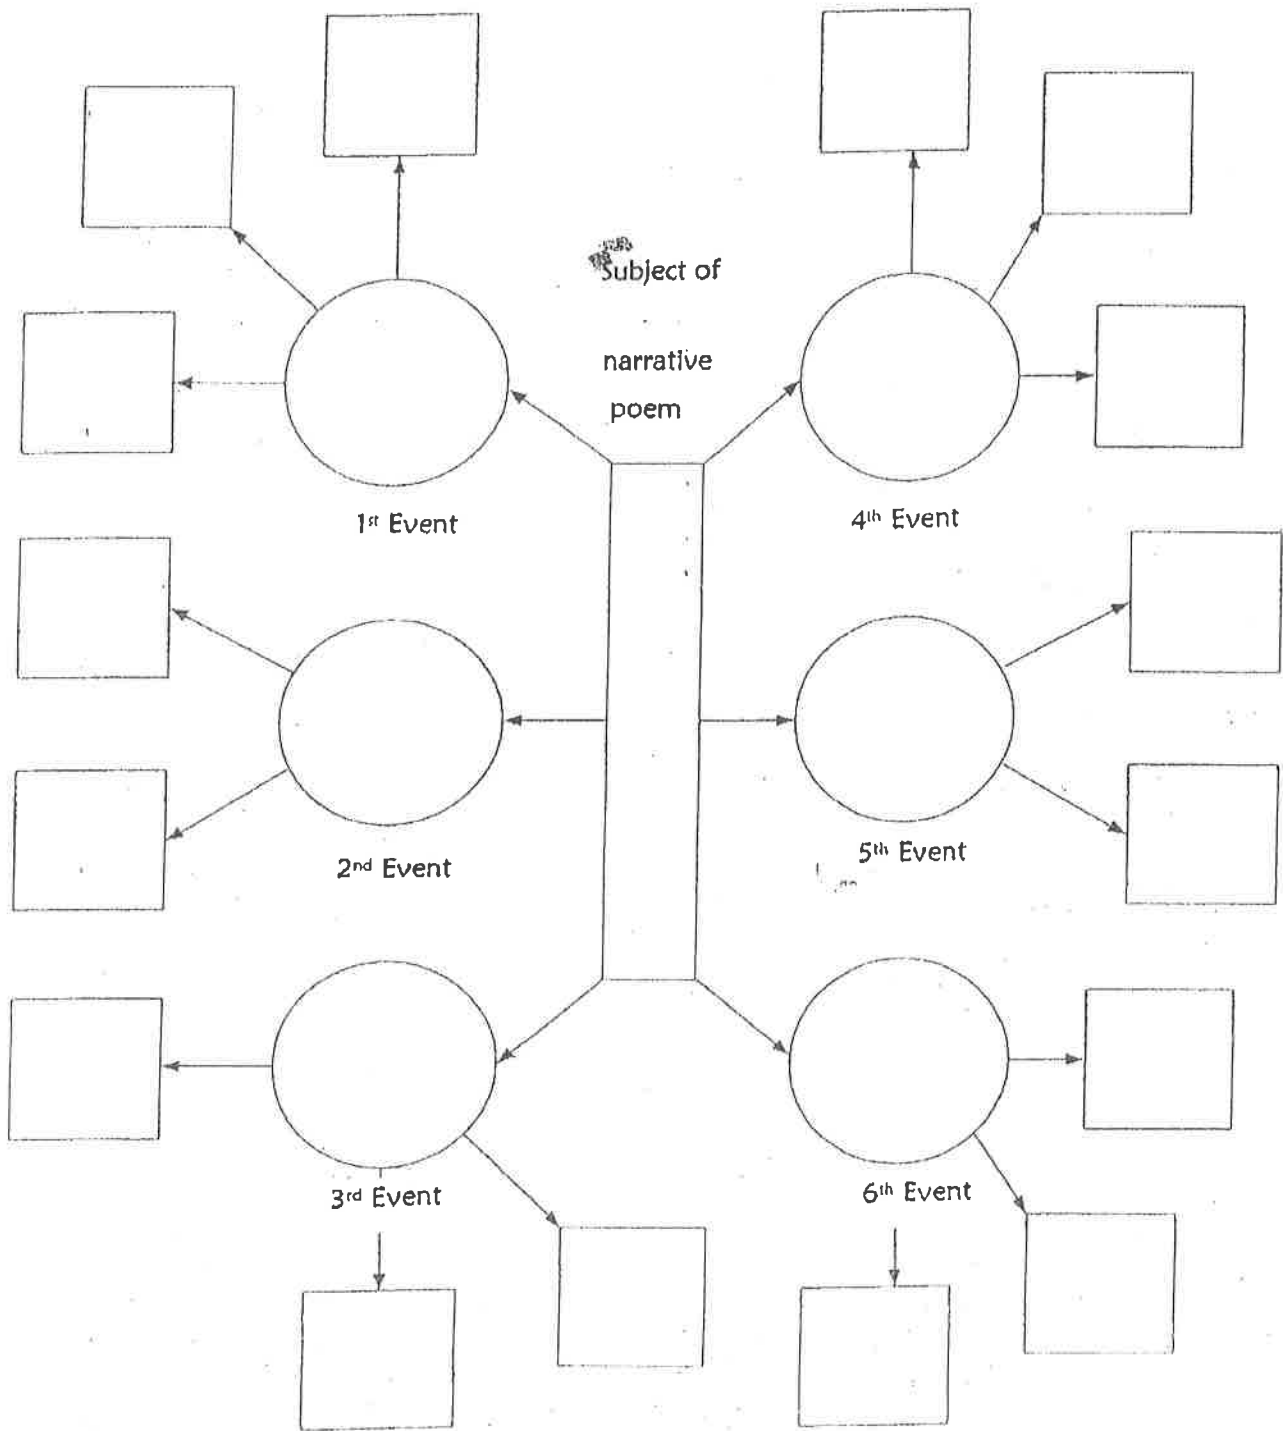 Subject of
narrative
poem
1st Event
4th Event
2nd Event
5th Event
3rd Event
6th Event